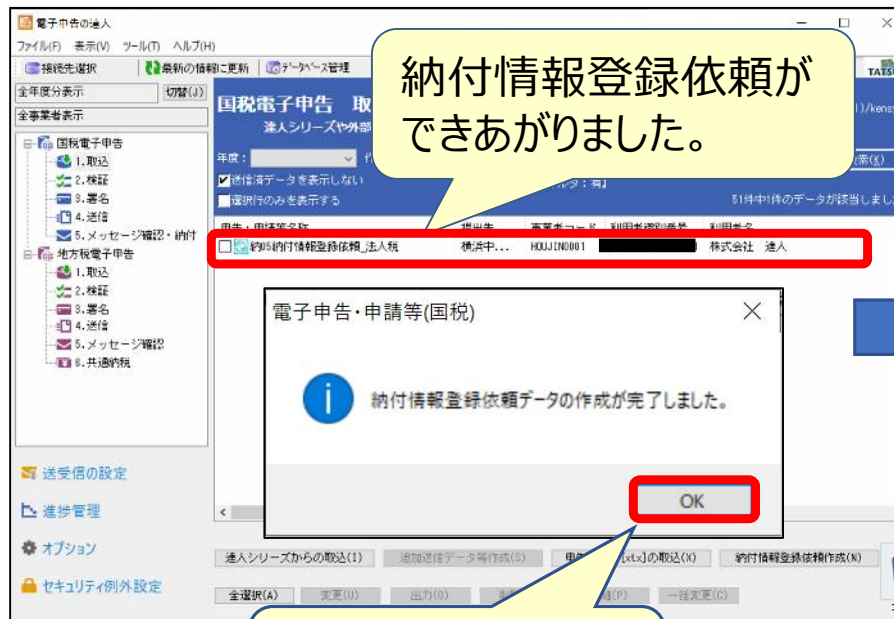 電子申告の達人
ファイル(F) 表示(V) ツール(T) ヘルプ(H)
接続先選択 最新の情報に更新 データベース管理
全年度分表示 切替(J)
全事業者表示
国税電子申告
1.取込
2.検証
3.署名
4.送信
5.メッセージ確認・納付
地方税電子申告
1.取込
2.検証
3.署名
4.送信
5.メッセージ確認
6.共通納税
送受信の設定
進捗管理
オプション
セキュリティ例外設定
国税電子申告 取
達人シリーズや外部
年度:
送信済データを表示しない
選択行のみを表示する
51件中1件のデータが該当しまし
納付情報登録依頼が
できあがりました。
申告・申請等名称 提出先 事業者コード 利用者識別番号 利用者名
納05納付情報登録依頼_法人税 横浜中... HOUJIN0001 株式会社 達人
電子申告・申請等(国税)
納付情報登録依頼データの作成が完了しました。
OK
達人シリーズからの取込(I) 追加送信データ等作成(S) [xtx]の取込(X) 納付情報登録依頼作成(N)
全選択(A) 変更(U) 出力(O) 一括変更(C)